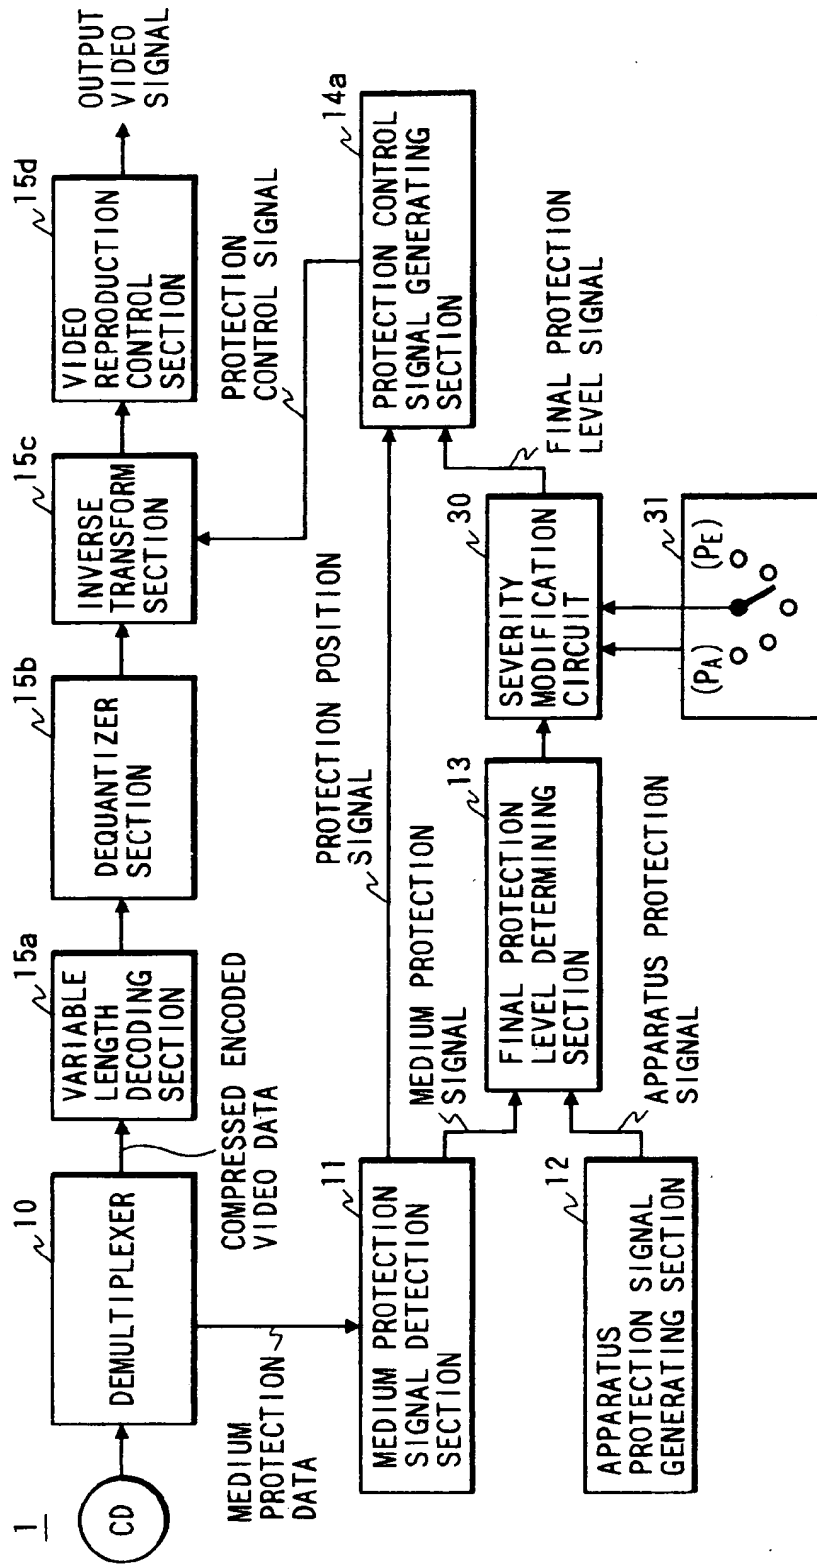 1
CD
10
DEMULTIPLEXER
COMPRESSED ENCODED
VIDEO DATA
MEDIUM
PROTECTION
DATA
15a
VARIABLE
LENGTH
DECODING
SECTION
15b
DEQUANTIZER
SECTION
15c
INVERSE
TRANSFORM
SECTION
15d
VIDEO
REPRODUCTION
CONTROL
SECTION
OUTPUT
VIDEO
SIGNAL
PROTECTION
CONTROL SIGNAL
PROTECTION POSITION
SIGNAL
14a
PROTECTION CONTROL
SIGNAL GENERATING
SECTION
11
MEDIUM PROTECTION
SIGNAL DETECTION
SECTION
MEDIUM PROTECTION
SIGNAL
13
FINAL PROTECTION
LEVEL DETERMINING
SECTION
30
SEVERITY
MODIFICATION
CIRCUIT
FINAL PROTECTION
LEVEL SIGNAL
12
APPARATUS
PROTECTION SIGNAL
GENERATING SECTION
APPARATUS PROTECTION
SIGNAL
31
(PA)
(PE)